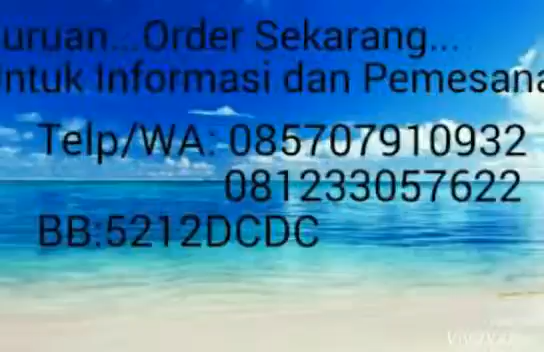 uruan...Order Sekarang...
Untuk Informasi dan Pemesana
Telp/WA: 085707910932
081233057622
BB:5212DCDC